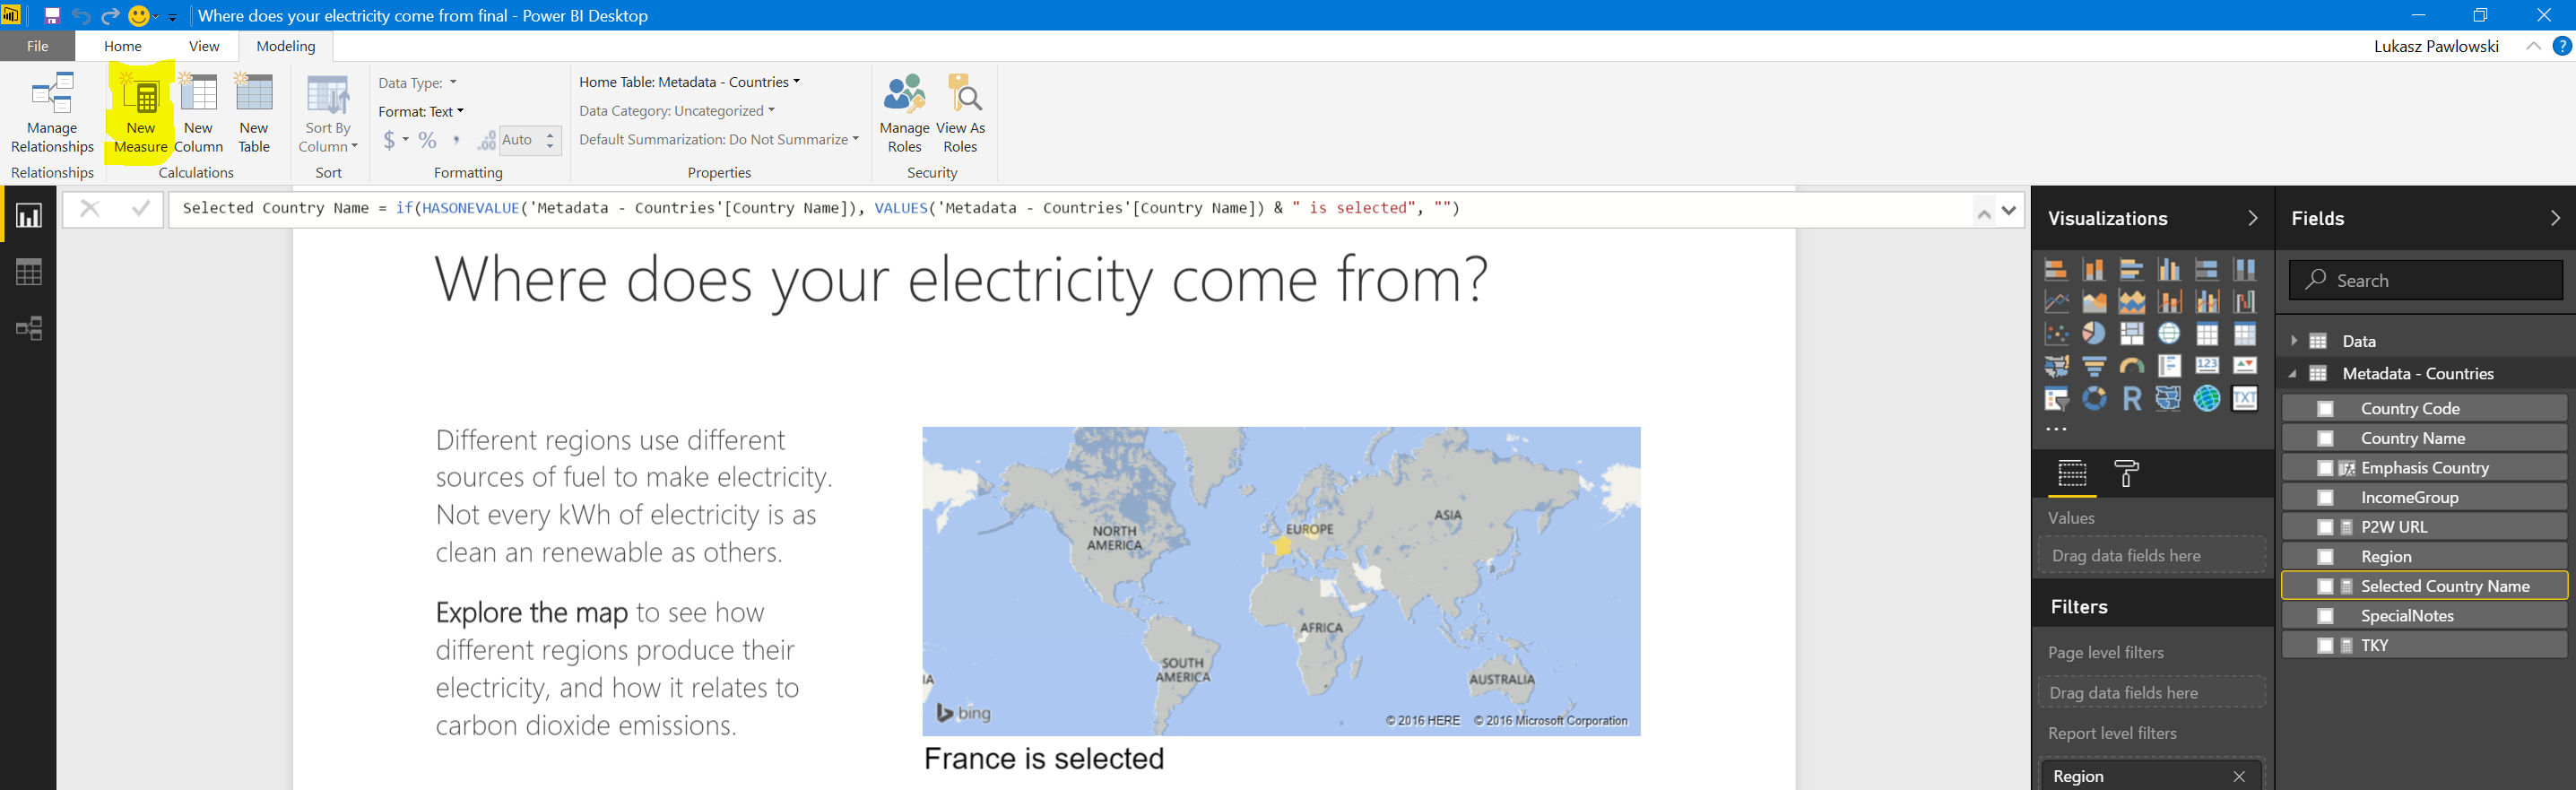 Where does your electricity come from final - Power BI Desktop
File Home View Modeling
Lukasz Pawlowski
?
Manage Relationships
New Measure
New Column
New Table
Sort By Column
Data Type:
Format: Text
$ % , .00 Auto
Home Table: Metadata - Countries
Data Category: Uncategorized
Default Summarization: Do Not Summarize
Manage Roles
View As Roles
Relationships Calculations Sort Formatting Properties Security
Selected Country Name = if(HASONEVALUE('Metadata - Countries'[Country Name]), VALUES('Metadata - Countries'[Country Name]) & " is selected", "")
Where does your electricity come from?
Different regions use different
sources of fuel to make electricity.
Not every kWh of electricity is as
clean an renewable as others.
Explore the map to see how
different regions produce their
electricity, and how it relates to
carbon dioxide emissions.
NORTH
AMERICA
EUROPE
ASIA
AFRICA
SOUTH
AMERICA
AUSTRALIA
IA
bing
© 2016 HERE © 2016 Microsoft Corporation
France is selected
Visualizations
123
R
TXT
...
Values
Drag data fields here
Filters
Page level filters
Drag data fields here
Report level filters
Region
Fields
Search
Data
Metadata - Countries
Country Code
Country Name
Emphasis Country
IncomeGroup
P2W URL
Region
Selected Country Name
SpecialNotes
TKY